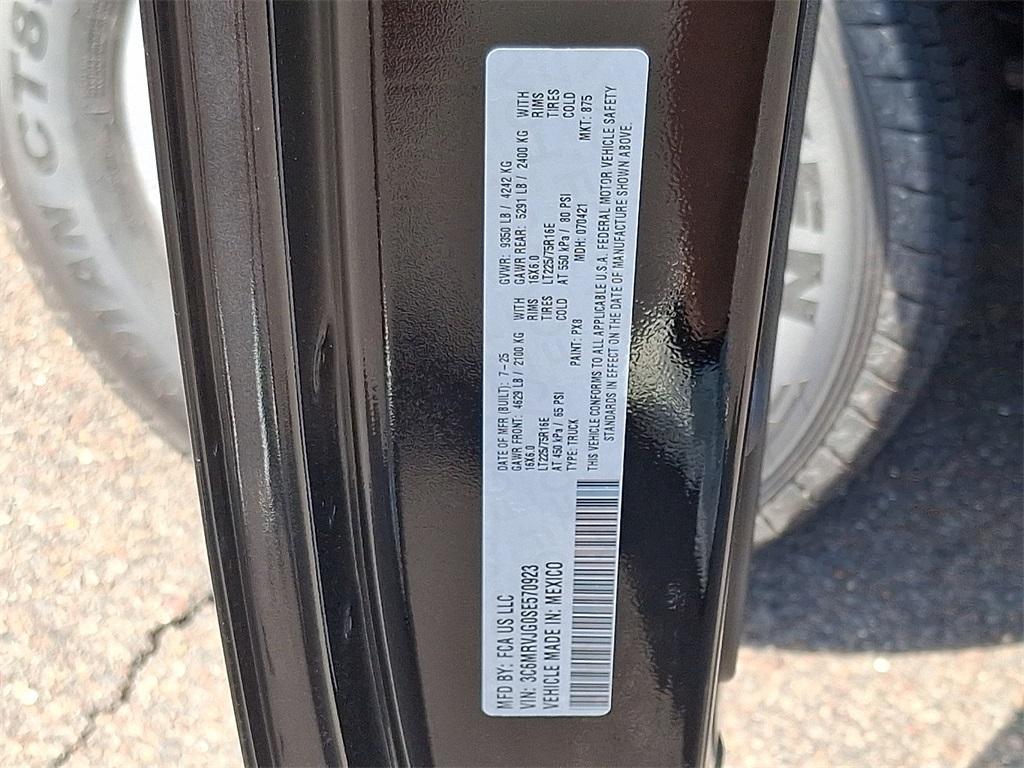 MFD BY: FCA US LLC
VIN: 3C6MRVJG0SE570923
VEHICLE MADE IN: MEXICO
DATE OF MFR (BUILT): 7-25
GAWR FRONT: 4629 LB / 2100 KG WITH
16X6.0 RIMS
LT225/75R16E TIRES
AT 450 kPa / 65 PSI COLD
GVWR: 9350 LB / 4242 KG
GAWR REAR: 5291 LB / 2400 KG WITH
16X6.0 RIMS
LT225/75R16E TIRES
AT 550 kPa / 80 PSI COLD
TYPE: TRUCK PAINT: PX8 MDH: 070421 MKT: 875
THIS VEHICLE CONFORMS TO ALL APPLICABLE U.S.A. FEDERAL MOTOR VEHICLE SAFETY
STANDARDS IN EFFECT ON THE DATE OF MANUFACTURE SHOWN ABOVE.